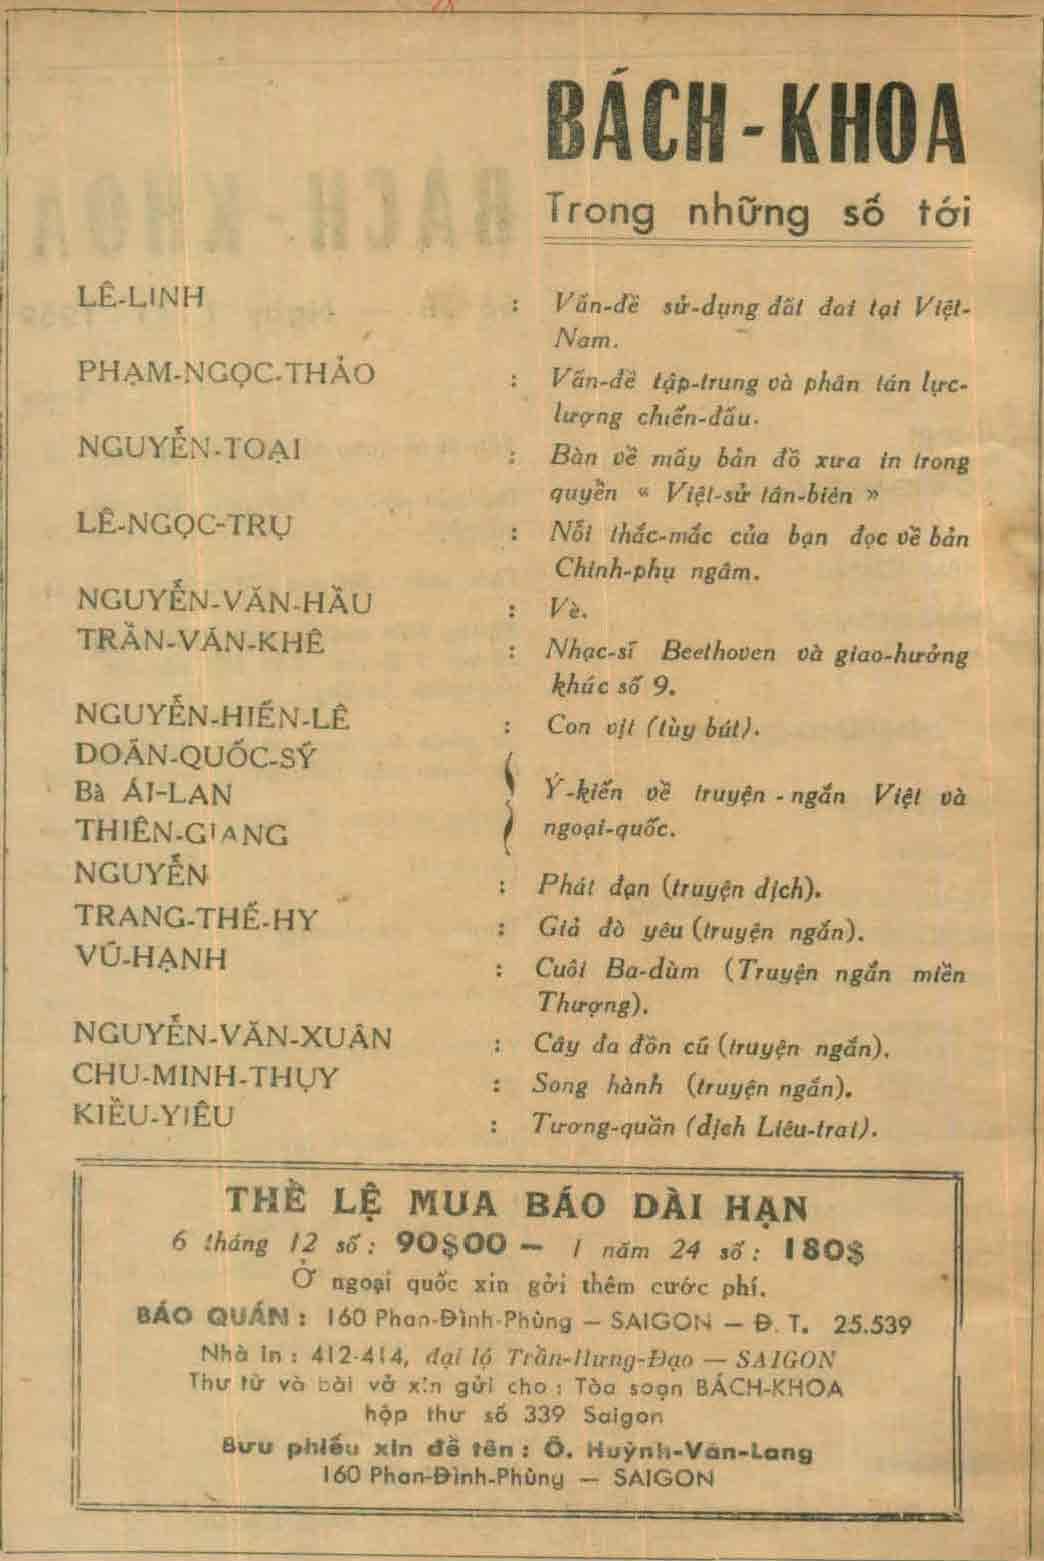 BÁCH-KHOA
Trong những số tới
LÊ-LINH : Vấn-đề sử-dụng đất đai tại Việt-
Nam.
PHẠM-NGỌC-THẢO : Vấn-đề tập-trung và phân tán lực-
lượng chiến-đấu.
NGUYỄN-TOẠI : Bàn về mấy bản đồ xưa in trong
quyền « Việt-sử tân-biên »
LÊ-NGỌC-TRỤ : Nỗi thắc-mắc của bạn đọc về bản
Chinh-phụ ngâm.
NGUYỄN-VĂN-HẦU : Vè.
TRẦN-VĂN-KHÊ : Nhạc-sĩ Beethoven và giao-hưởng
khúc số 9.
NGUYỄN-HIẾN-LÊ : Con vịt (tùy bút).
DOÃN-QUỐC-SỸ
Bà ÁI-LAN
THIÊN-GIANG
Ý-kiến về truyện-ngắn Việt và
ngoại-quốc.
NGUYỄN : Phát đạn (truyện dịch).
TRANG-THẾ-HY : Giả đò yêu (truyện ngắn).
VŨ-HẠNH : Cuôi Ba-dùm (Truyện ngắn miền
Thượng).
NGUYỄN-VĂN-XUÂN : Cây đa đồn cũ (truyện ngắn).
CHU-MINH-THỤY : Song hành (truyện ngắn).
KIỀU-YIÊU : Tương-quần (dịch Liêu-trai).
THỀ LỆ MUA BÁO DÀI HẠN
6 tháng 12 số : 90$00 — 1 năm 24 số : 180$
Ở ngoại quốc xin gởi thêm cước phí.
BÁO QUÁN : 160 Phan-Đình-Phùng — SAIGON — Đ.T. 25.539
Nhà in : 412-414, đại lộ Trần-Hưng-Đạo — SAIGON
Thư từ và bài vở xin gửi cho : Tòa soạn BÁCH-KHOA
hộp thư số 339 Saigon
Bưu phiếu xin đề tên : Ô. Huỳnh-Văn-Lang
160 Phan-Đình-Phùng — SAIGON